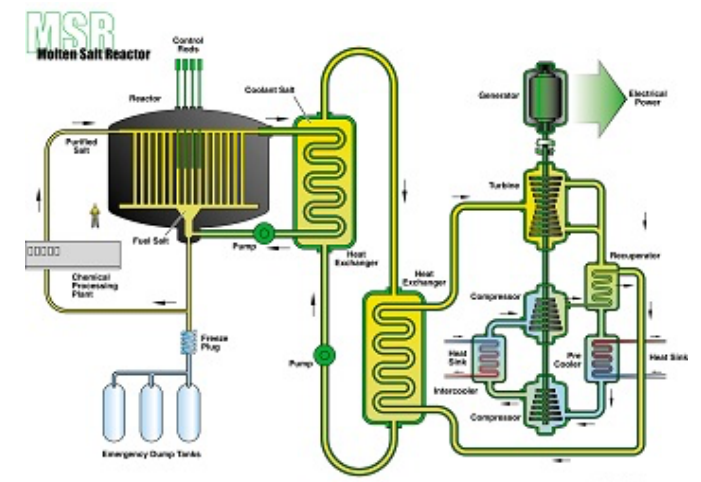 MSR
Molten Salt Reactor
Control
Rods
Reactor
Coolant Salt
Purified
Salt
Fuel Salt
Pump
Heat
Exchanger
Chemical
Processing
Plant
Freeze
Plug
Emergency Dump Tanks
Pump
Heat
Exchanger
Generator
Electrical
Power
Turbine
Recuperator
Compressor
Heat
Sink
Intercooler
Pre
Cooler
Heat Sink
Compressor